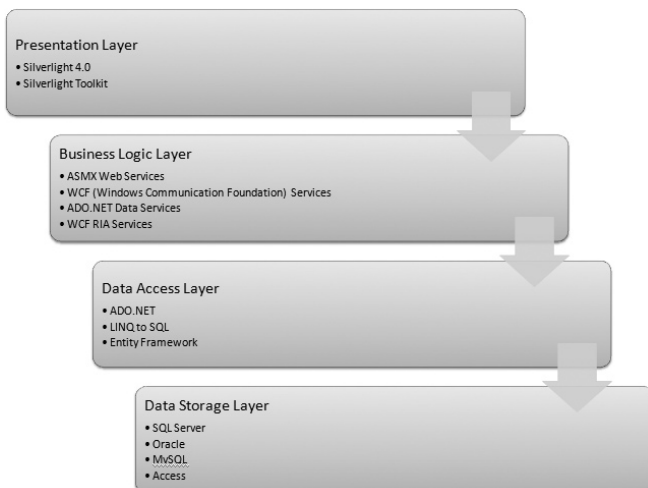 Presentation Layer
• Silverlight 4.0
• Silverlight Toolkit
Business Logic Layer
• ASMX Web Services
• WCF (Windows Communication Foundation) Services
• ADO.NET Data Services
• WCF RIA Services
Data Access Layer
• ADO.NET
• LINQ to SQL
• Entity Framework
Data Storage Layer
• SQL Server
• Oracle
• MySQL
• Access